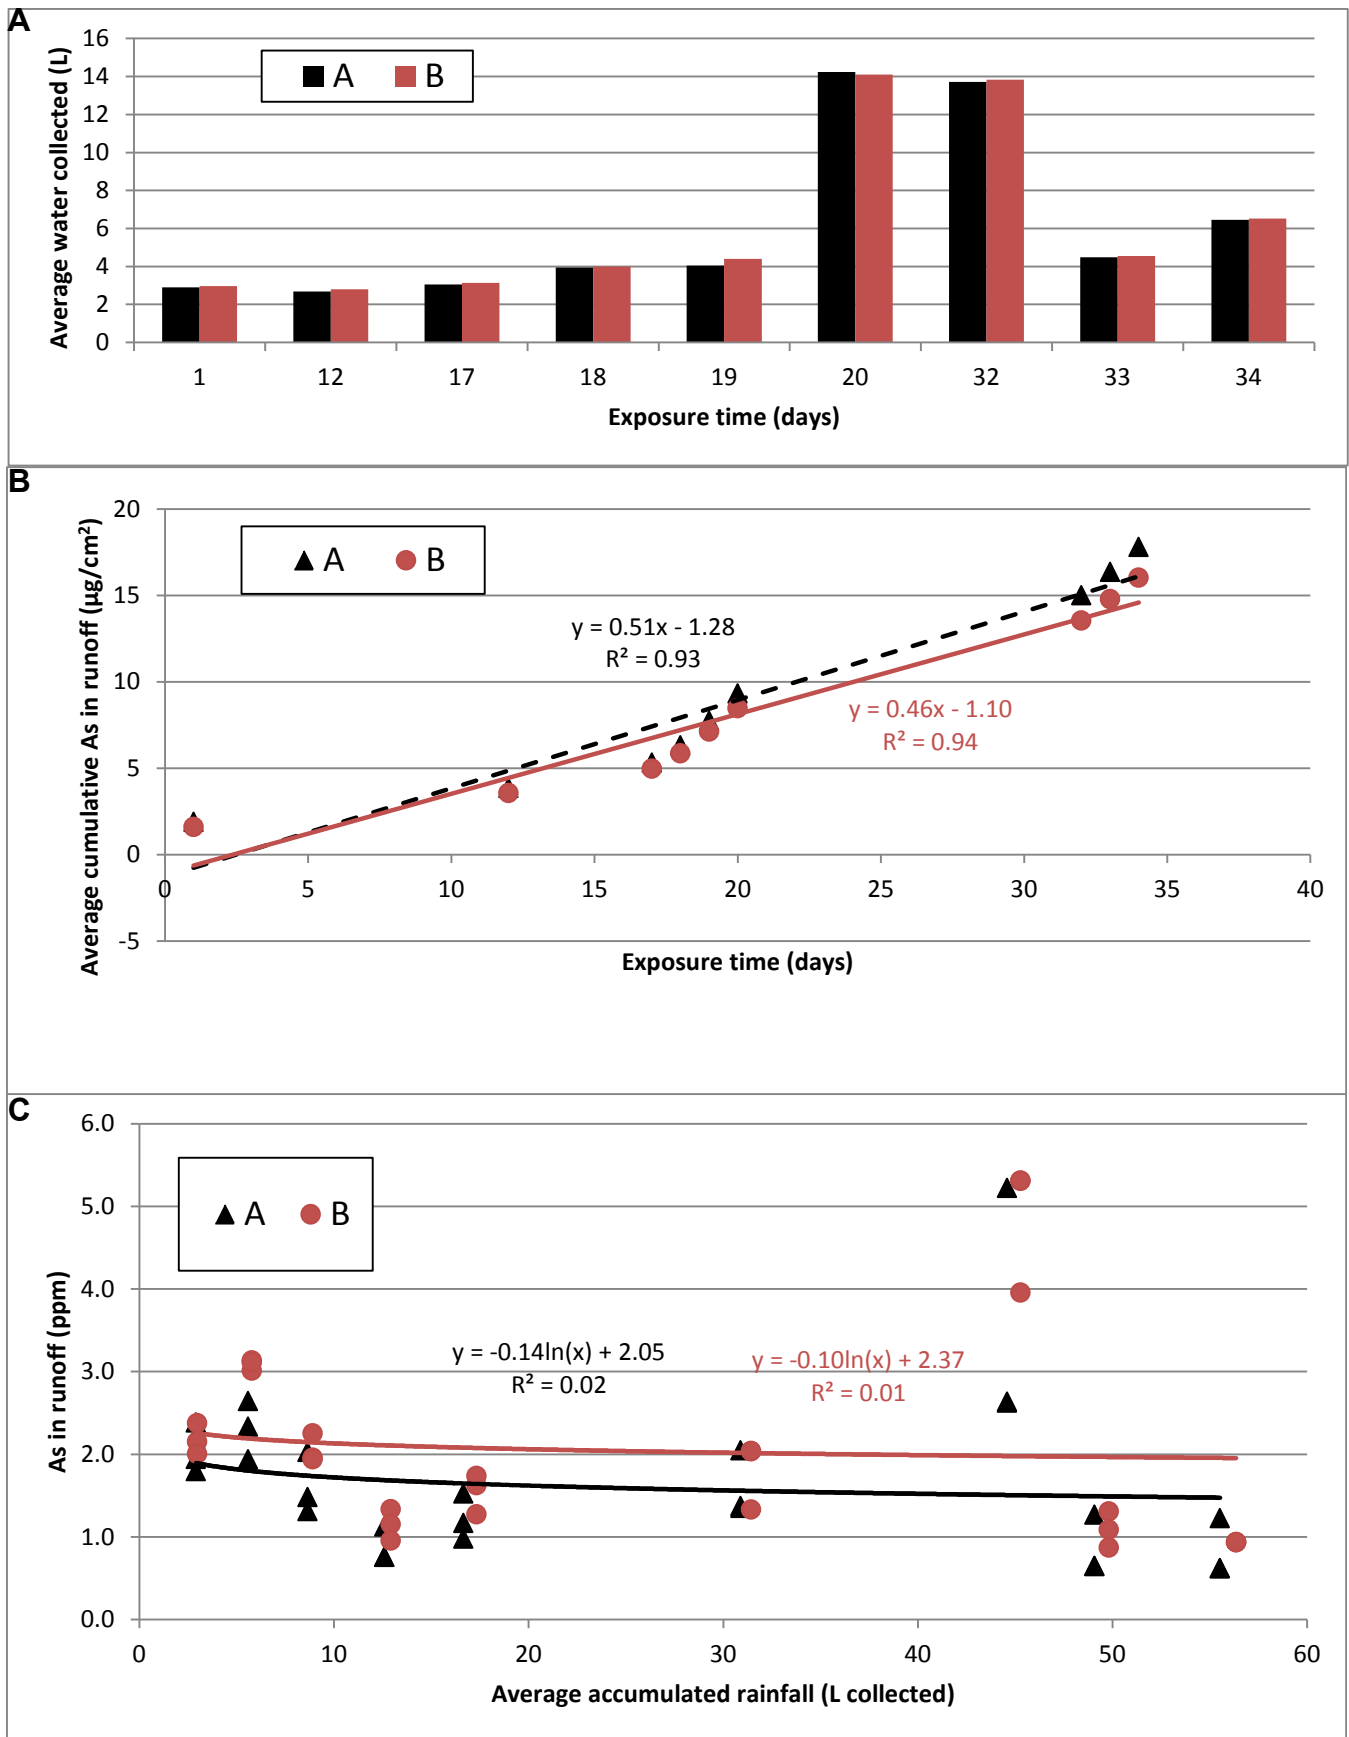 A
Average water collected (L)
16
14
12
10
8
6
4
2
0
A B
1 12 17 18 19 20 32 33 34
Exposure time (days)
B
Average cumulative As in runoff (µg/cm²)
20
15
10
5
0
-5
A B
y = 0.51x - 1.28
R² = 0.93
y = 0.46x - 1.10
R² = 0.94
0 5 10 15 20 25 30 35 40
Exposure time (days)
C
As in runoff (ppm)
6.0
5.0
4.0
3.0
2.0
1.0
0.0
A B
y = -0.14ln(x) + 2.05
R² = 0.02
y = -0.10ln(x) + 2.37
R² = 0.01
0 10 20 30 40 50 60
Average accumulated rainfall (L collected)